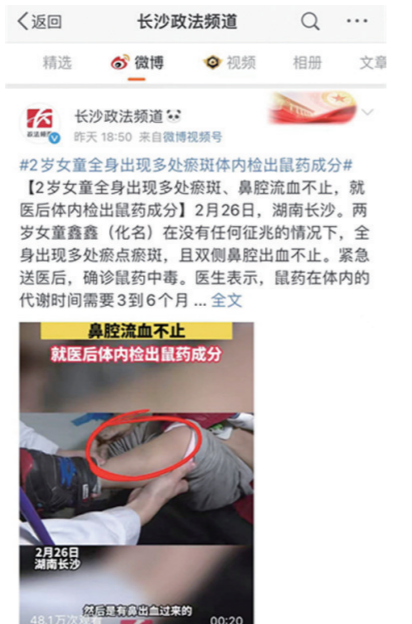 返回
长沙政法频道
精选 微博 视频 相册 文章
长沙政法频道
昨天 18:50 来自微博视频号
#2岁女童全身出现多处瘀斑体内检出鼠药成分#
【2岁女童全身出现多处瘀斑、鼻腔流血不止，就
医后体内检出鼠药成分】2月26日，湖南长沙。两
岁女童鑫鑫（化名）在没有任何征兆的情况下，全
身出现多处瘀点瘀斑，且双侧鼻腔出血不止。紧急
送医后，确诊鼠药中毒。医生表示，鼠药在体内的
代谢时间需要3到6个月 ... 全文
鼻腔流血不止
就医后体内检出鼠药成分
2月26日
湖南长沙
然后是有鼻出血过来的
48.1万次观看 00:20